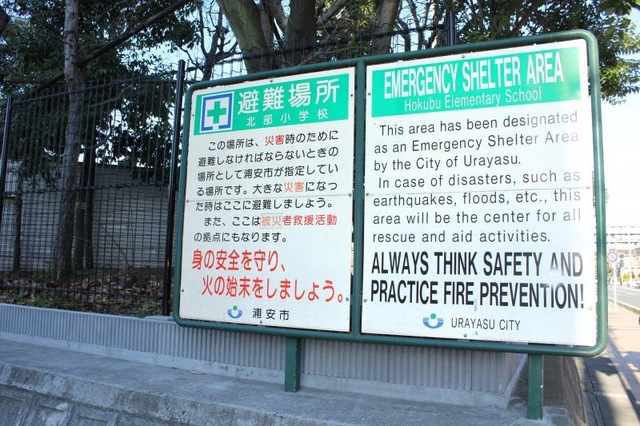 避難場所
北部小学校
この場所は、災害時のために
避難しなければならないときの
場所として浦安市が指定してい
る場所です。大きな災害になっ
た時はここに避難しましょう。
また、ここは被災者救援活動
の拠点にもなります。
身の安全を守り、
火の始末をしましょう。
浦安市
EMERGENCY SHELTER AREA
Hokubu Elementary School
This area has been designated
as an Emergency Shelter Area
by the City of Urayasu.
In case of disasters, such as
earthquakes, floods, etc., this
area will be the center for all
rescue and aid activities.
ALWAYS THINK SAFETY AND
PRACTICE FIRE PREVENTION!
URAYASU CITY